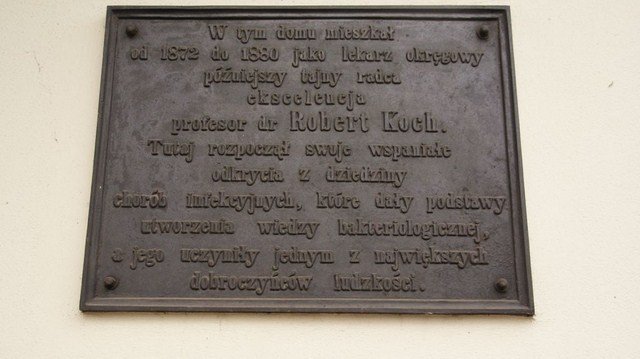 W tym domu mieszkał
od 1872 do 1880 jako lekarz okręgowy
późniejszy tajny radca
ekscelencja
profesor dr Robert Koch.
Tutaj rozpoczął swoje wspaniałe
odkrycia z dziedziny
chorób infekcyjnych, które dały podstawy
utworzenia wiedzy bakteriologicznej,
a jego uczyniły jednym z największych
dobroczyńców ludzkości.